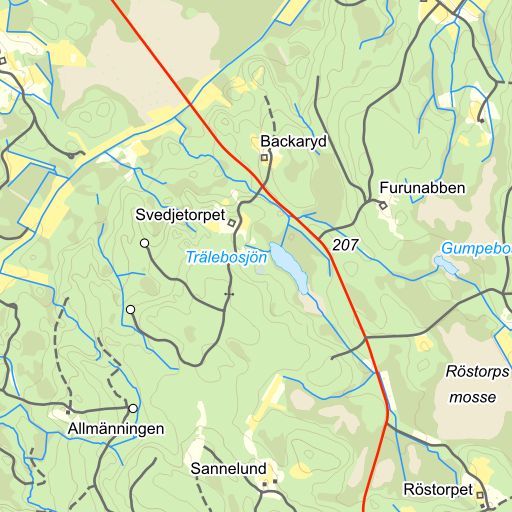 Backaryd
Furunabben
Svedjetorpet
207
Trälebosjön
Gumpebo
Röstorps
mosse
Allmänningen
Sannelund
Röstorpet